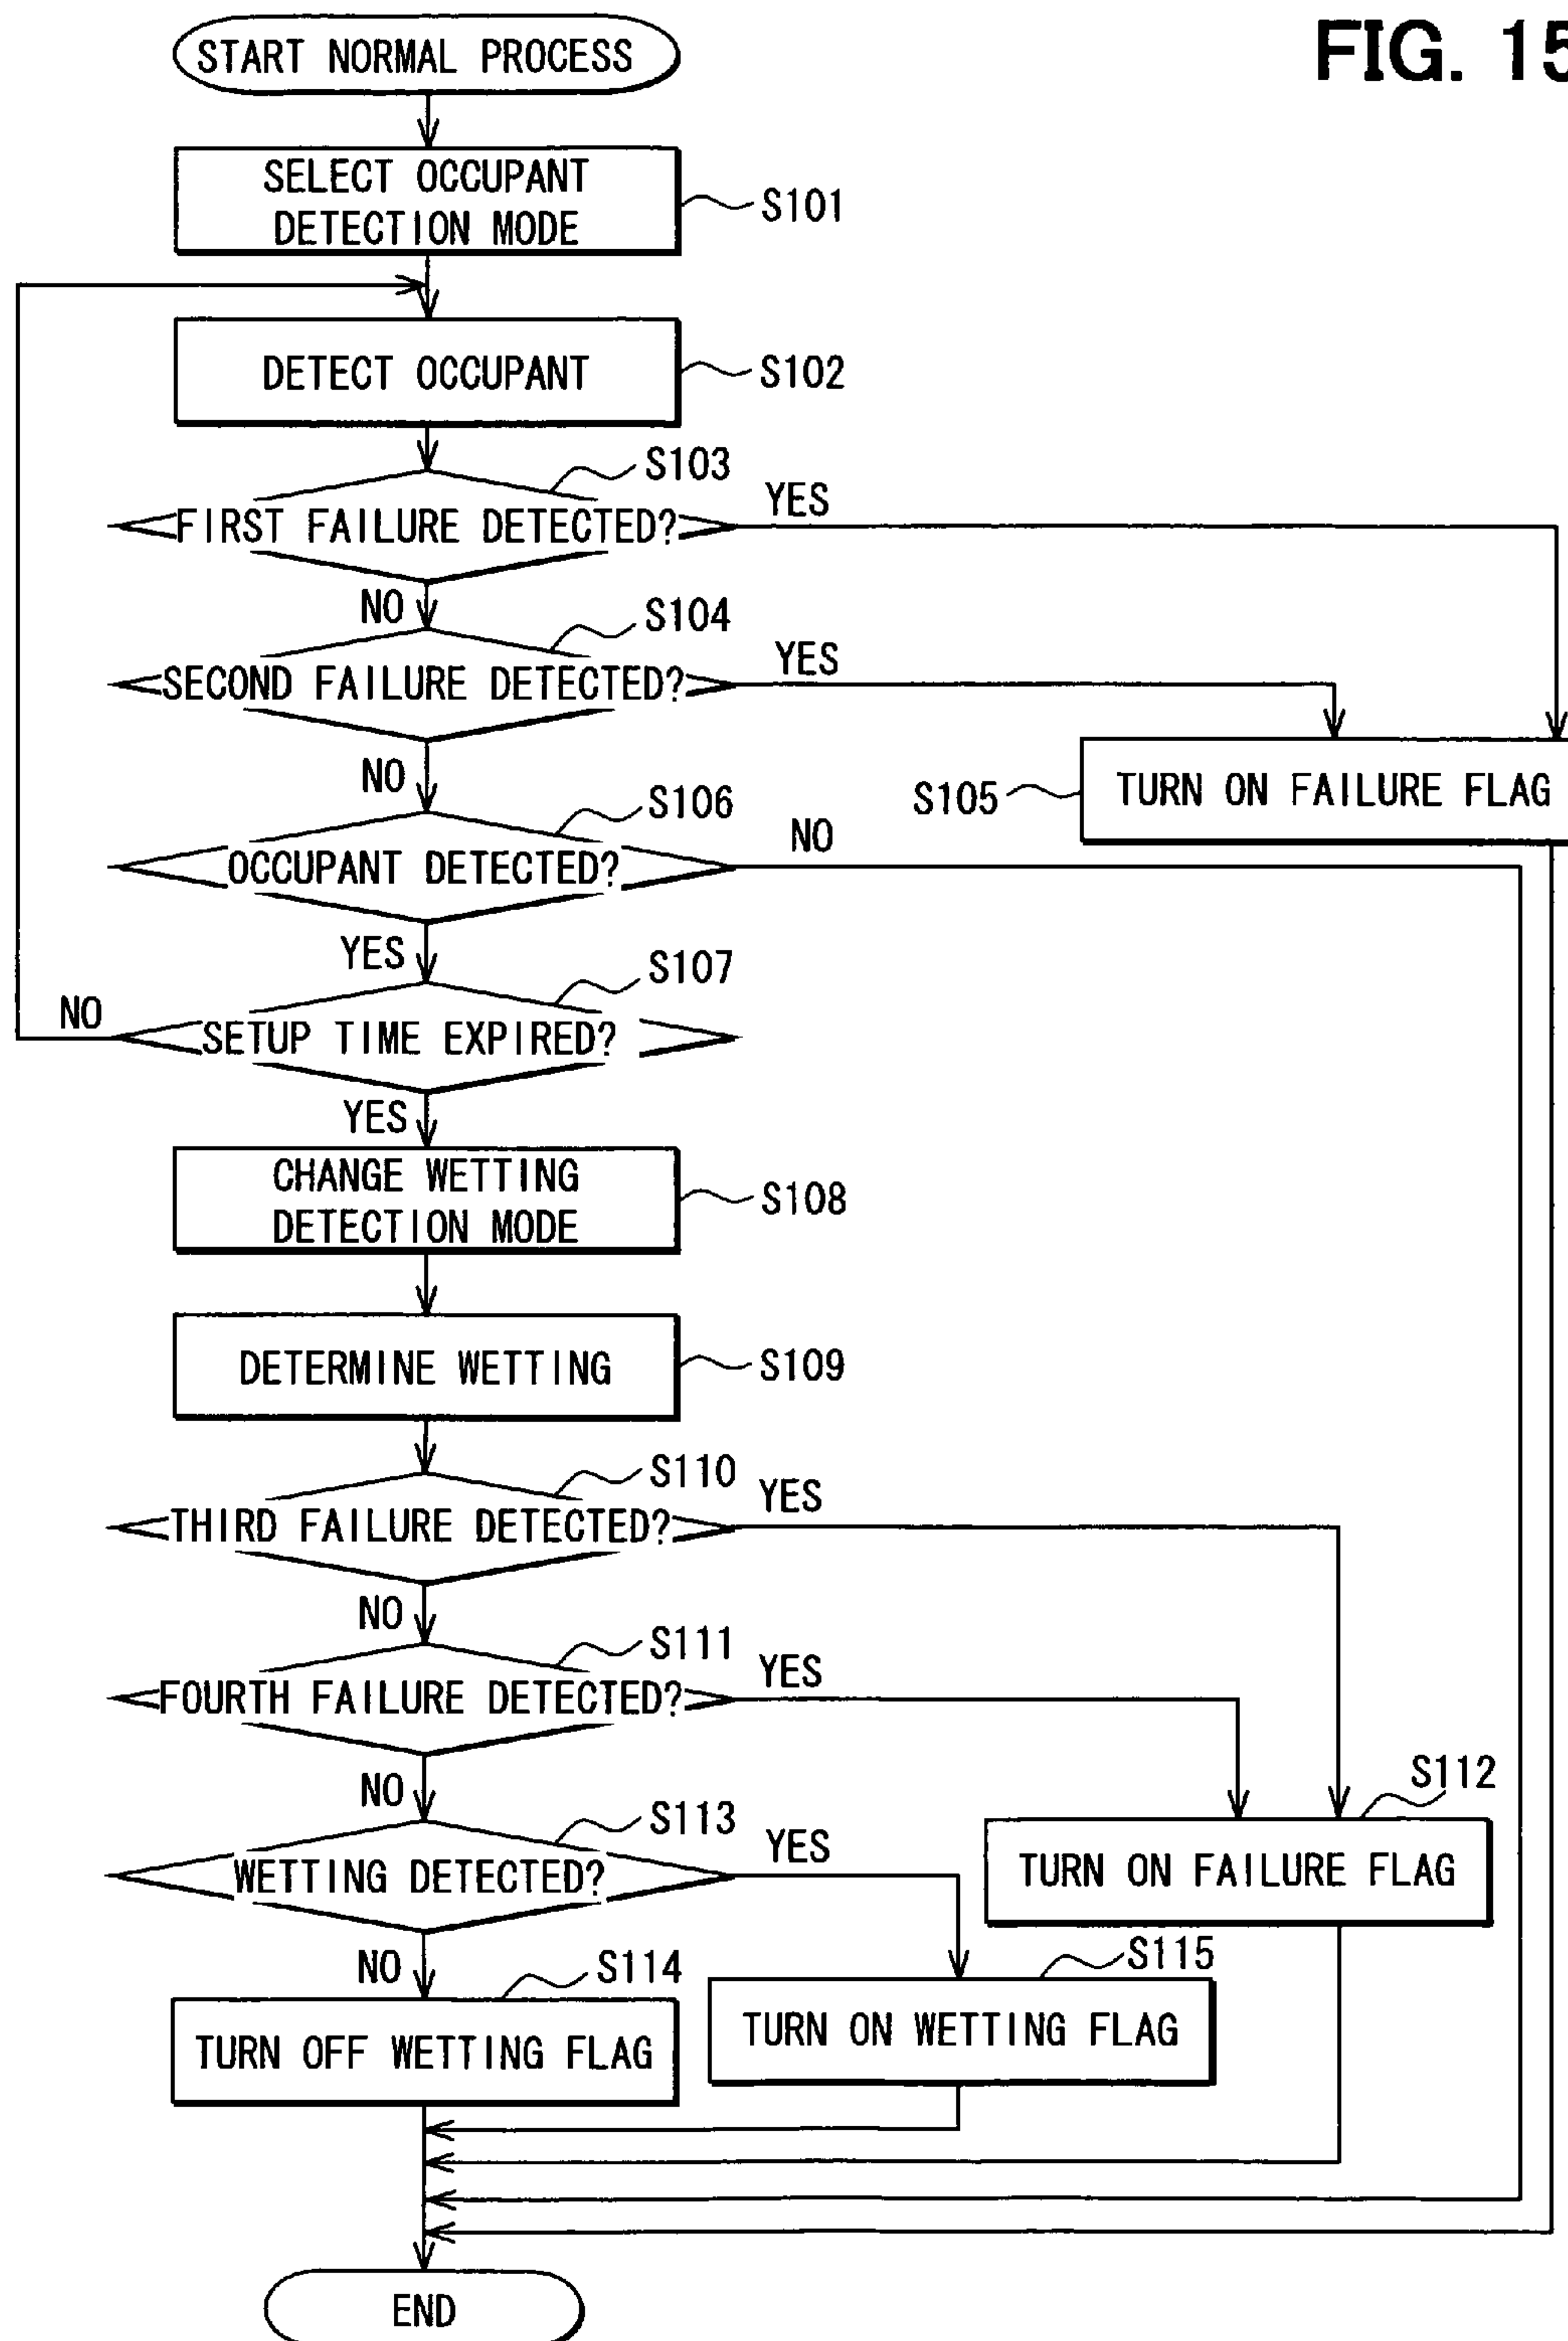 FIG. 15
START NORMAL PROCESS
SELECT OCCUPANT
DETECTION MODE
S101
DETECT OCCUPANT
S102
S103
FIRST FAILURE DETECTED?
YES
NO
S104
SECOND FAILURE DETECTED?
YES
NO
S105
TURN ON FAILURE FLAG
S106
OCCUPANT DETECTED?
NO
YES
S107
SETUP TIME EXPIRED?
NO
YES
CHANGE WETTING
DETECTION MODE
S108
DETERMINE WETTING
S109
S110
THIRD FAILURE DETECTED?
YES
NO
S111
FOURTH FAILURE DETECTED?
YES
NO
S112
TURN ON FAILURE FLAG
S113
WETTING DETECTED?
YES
NO
S114
TURN OFF WETTING FLAG
S115
TURN ON WETTING FLAG
END